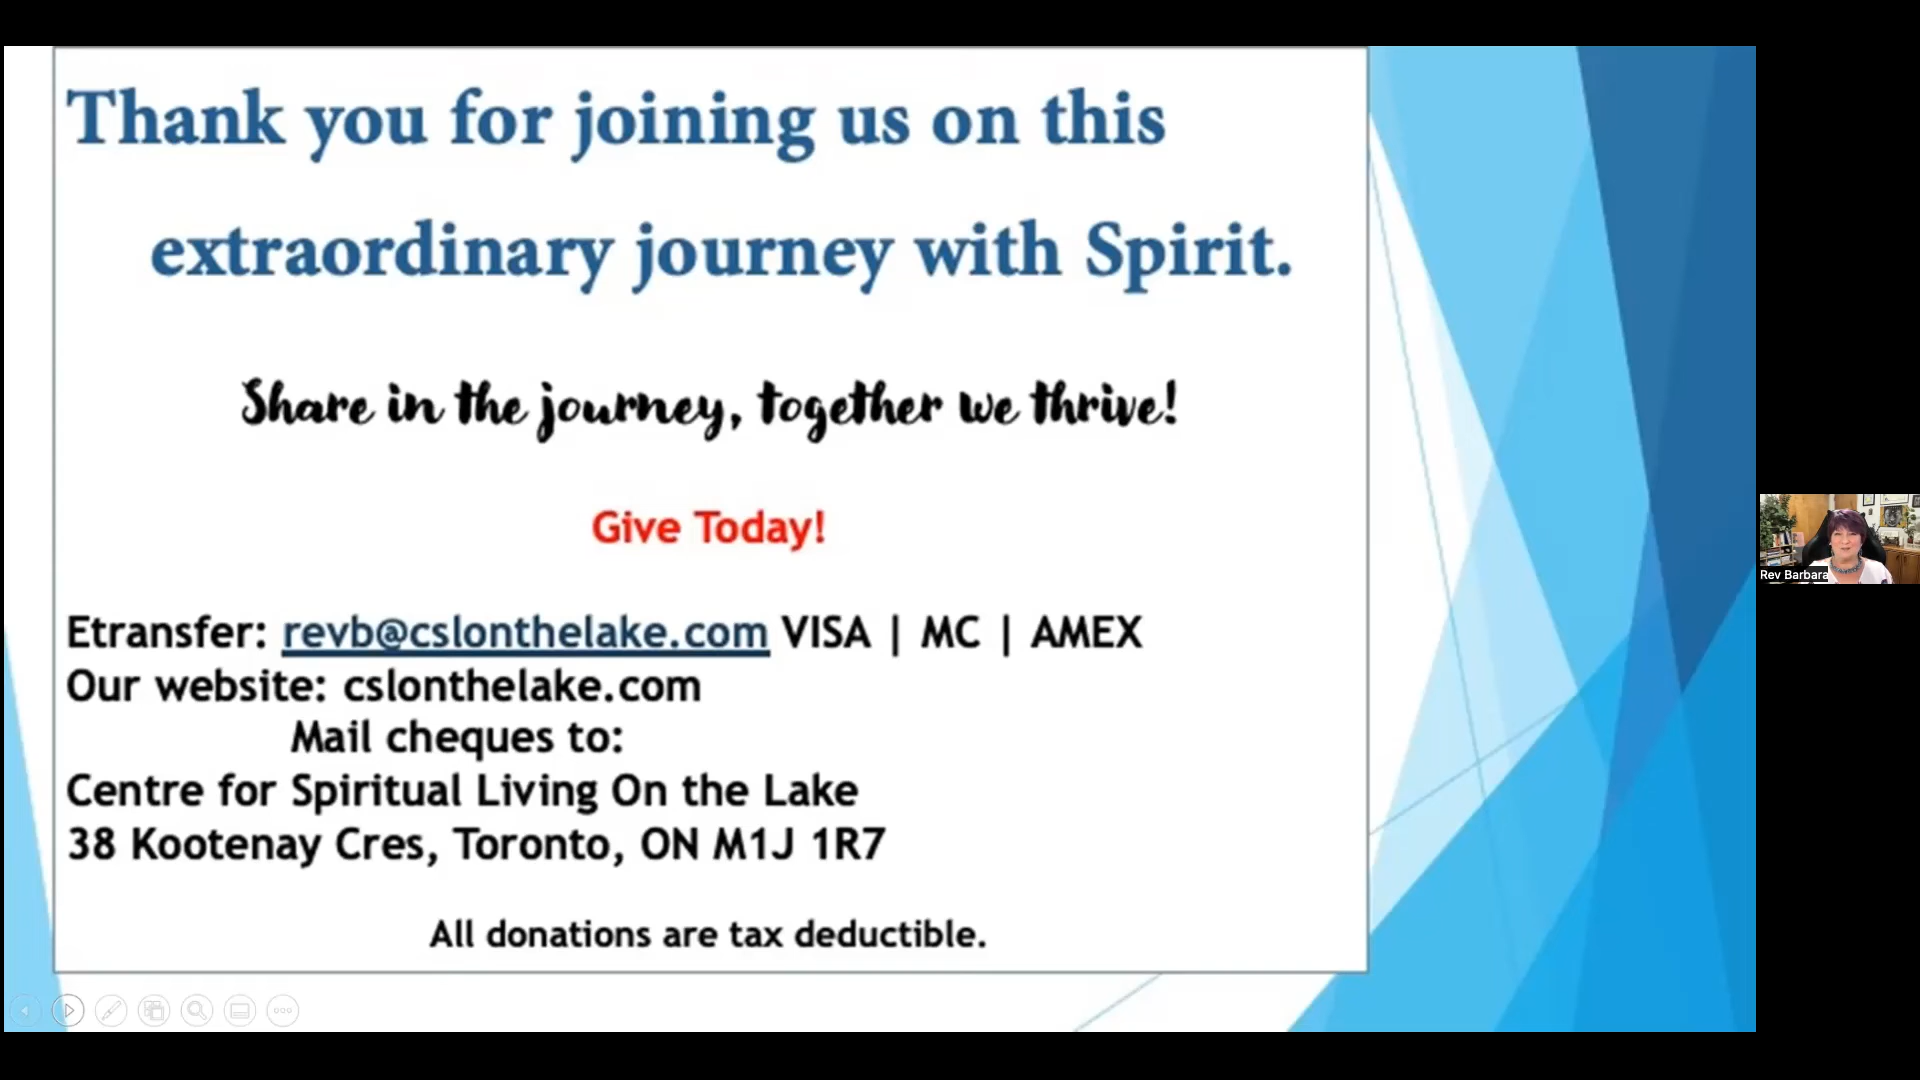 Thank you for joining us on this
extraordinary journey with Spirit.
Share in the journey, together we thrive!
Give Today!
Etransfer: revb@cslonthelake.com VISA | MC | AMEX
Our website: cslonthelake.com
Mail cheques to:
Centre for Spiritual Living On the Lake
38 Kootenay Cres, Toronto, ON M1J 1R7
All donations are tax deductible.
Rev Barbara